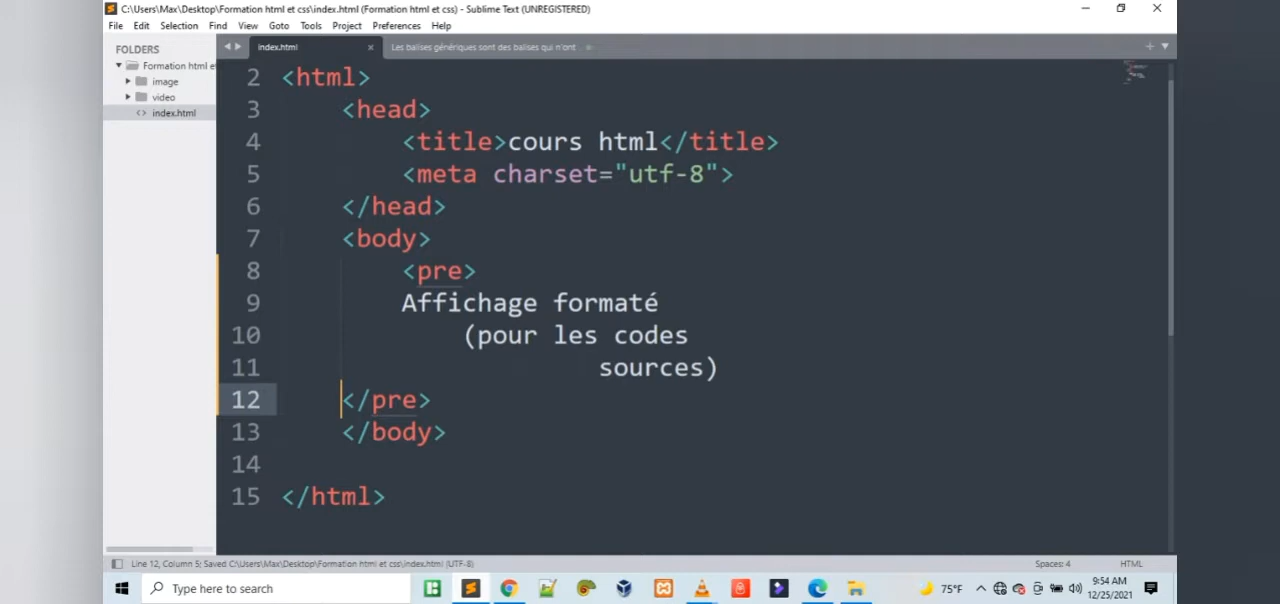 C:\Users\Max\Desktop\Formation html et css\index.html (Formation html et css) - Sublime Text (UNREGISTERED)
File Edit Selection Find View Goto Tools Project Preferences Help
FOLDERS
Formation html et
image
video
index.html
index.html
Les balises génériques sont des balises qui n'ont
2 <html>
3 <head>
4 <title>cours html</title>
5 <meta charset="utf-8">
6 </head>
7 <body>
8 <pre>
9 Affichage formaté
10 (pour les codes
11 sources)
12 </pre>
13 </body>
14
15 </html>
Line 12, Column 5; Saved C:\Users\Max\Desktop\Formation html et css\index.html (UTF-8)
Spaces: 4
HTML
Type here to search
75°F
9:54 AM
12/25/2021